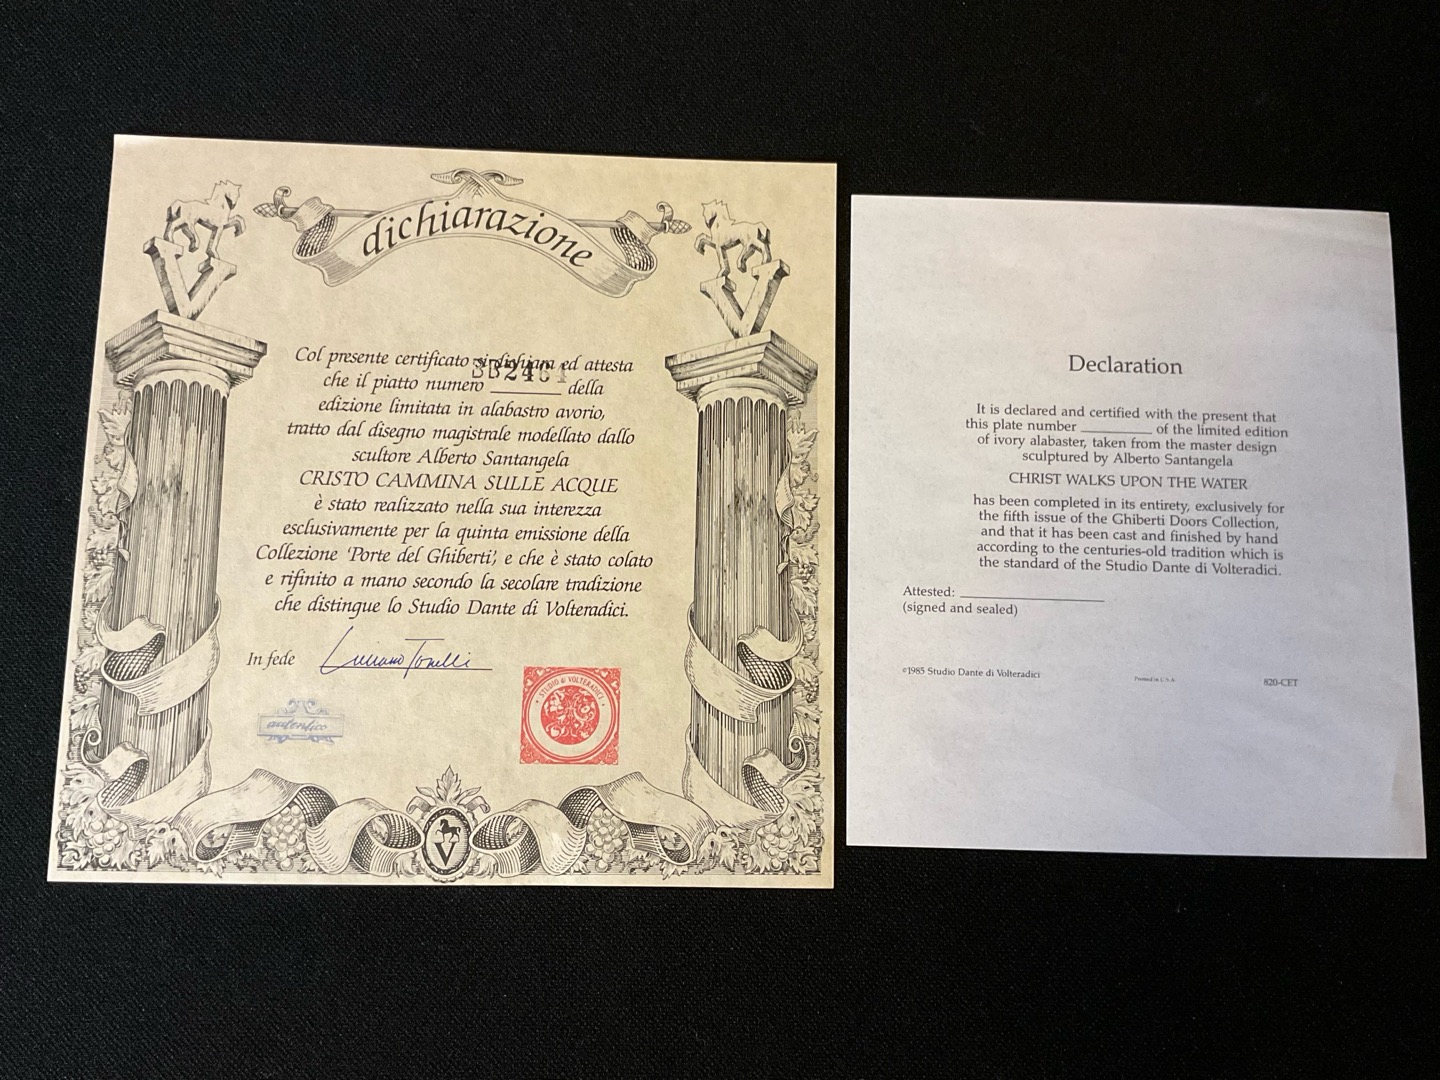 dichiarazione
Col presente certificato si dichiara ed attesta
che il piatto numero ________ della
edizione limitata in alabastro avorio,
tratto dal disegno magistrale modellato dallo
scultore Alberto Santangela
CRISTO CAMMINA SULLE ACQUE
è stato realizzato nella sua interezza
esclusivamente per la quinta emissione della
Collezione 'Porte del Ghiberti', e che è stato colato
e rifinito a mano secondo la secolare tradizione
che distingue lo Studio Dante di Volteradici.
In fede Luciano Tonelli
autentico
STUDIO di VOLTERADICI
V
Declaration
It is declared and certified with the present that
this plate number ________ of the limited edition
of ivory alabaster, taken from the master design
sculptured by Alberto Santangela
CHRIST WALKS UPON THE WATER
has been completed in its entirety, exclusively for
the fifth issue of the Ghiberti Doors Collection,
and that it has been cast and finished by hand
according to the centuries-old tradition which is
the standard of the Studio Dante di Volteradici.
Attested: ________________
(signed and sealed)
©1985 Studio Dante di Volteradici
Printed in U.S.A.
820-CET